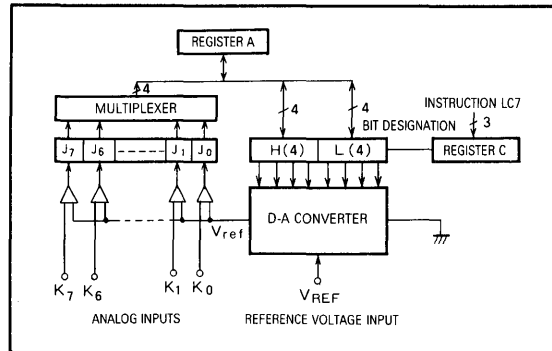 REGISTER A
4
MULTIPLEXER
4
4
INSTRUCTION LC7
BIT DESIGNATION
3
J7 J6 J1 J0
H(4) L(4)
REGISTER C
D-A CONVERTER
Vref
K7 K6 K1 K0
VREF
ANALOG INPUTS
REFERENCE VOLTAGE INPUT